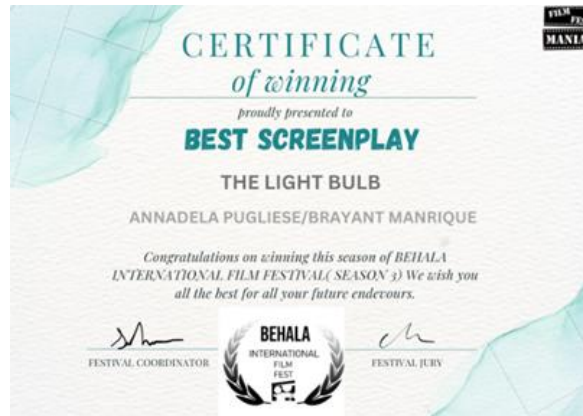 FILM
MANIA
CERTIFICATE
of winning
proudly presented to
BEST SCREENPLAY
THE LIGHT BULB
ANNADELA PUGLIESE/BRAYANT MANRIQUE
Congratulations on winning this season of BEHALA
INTERNATIONAL FILM FESTIVAL( SEASON 3) We wish you
all the best for all your future endevours.
FESTIVAL COORDINATOR
BEHALA
INTERNATIONAL
FILM
FEST
FESTIVAL JURY